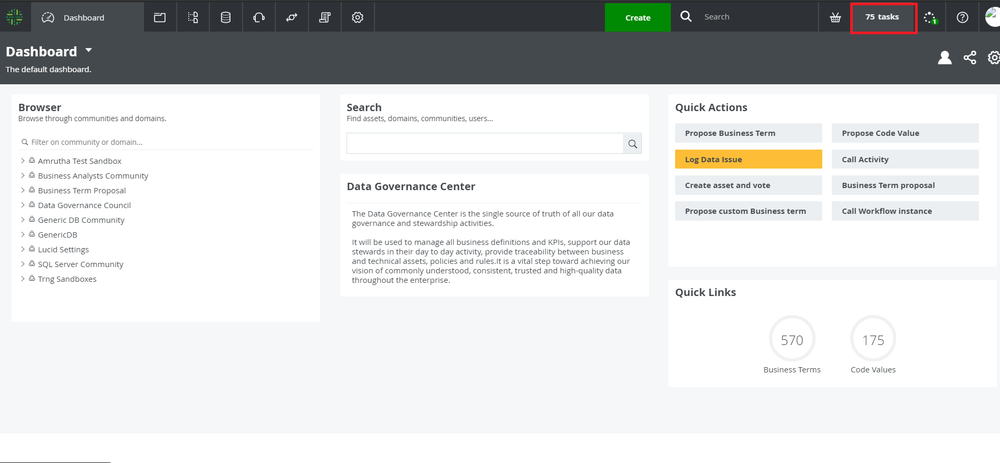 Dashboard
Create
Search
75 tasks
1
Dashboard
The default dashboard.
Browser
Browse through communities and domains.
Filter on community or domain...
Amrutha Test Sandbox
Business Analysts Community
Business Term Proposal
Data Governance Council
Generic DB Community
GenericDB
Lucid Settings
SQL Server Community
Trng Sandboxes
Search
Find assets, domains, communities, users...
Data Governance Center
The Data Governance Center is the single source of truth of all our data
governance and stewardship activities.
It will be used to manage all business definitions and KPIs, support our data
stewards in their day to day activity, provide traceability between business
and technical assets, policies and rules.It is a vital step toward achieving our
vision of commonly understood, consistent, trusted and high-quality data
throughout the enterprise.
Quick Actions
Propose Business Term
Propose Code Value
Log Data Issue
Call Activity
Create asset and vote
Business Term proposal
Propose custom Business term
Call Workflow instance
Quick Links
570
175
Business Terms
Code Values